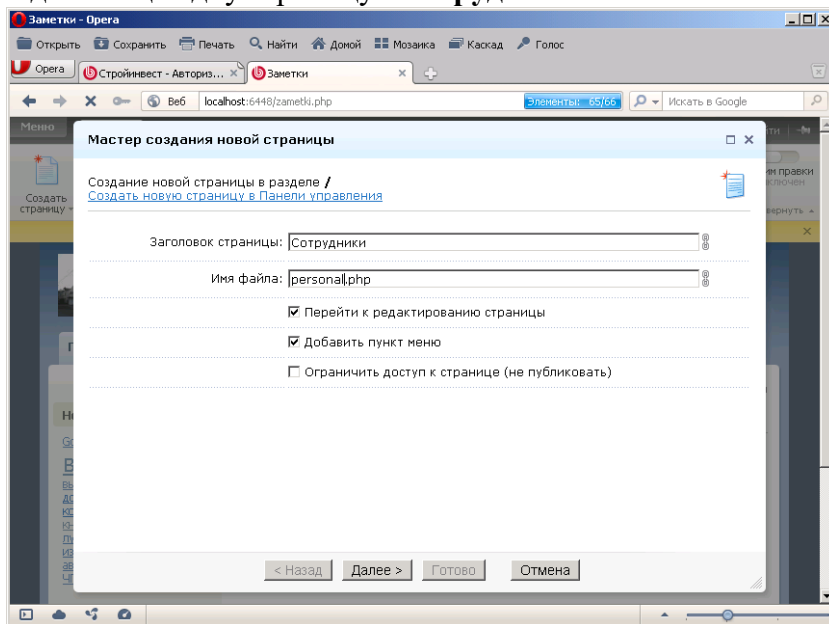 Заметки - Opera
Открыть Сохранить Печать Найти Домой Мозаика Каскад Голос
Opera Стройинвест - Авториз... Заметки
Веб localhost:6448/zametki.php Элементы: 65/66 Искать в Google
Меню
Мастер создания новой страницы
Создать страницу
Создание новой страницы в разделе /
Создать новую страницу в Панели управления
Заголовок страницы: Сотрудники
Имя файла: personal.php
Перейти к редактированию страницы
Добавить пункт меню
Ограничить доступ к странице (не публиковать)
< Назад Далее > Готово Отмена